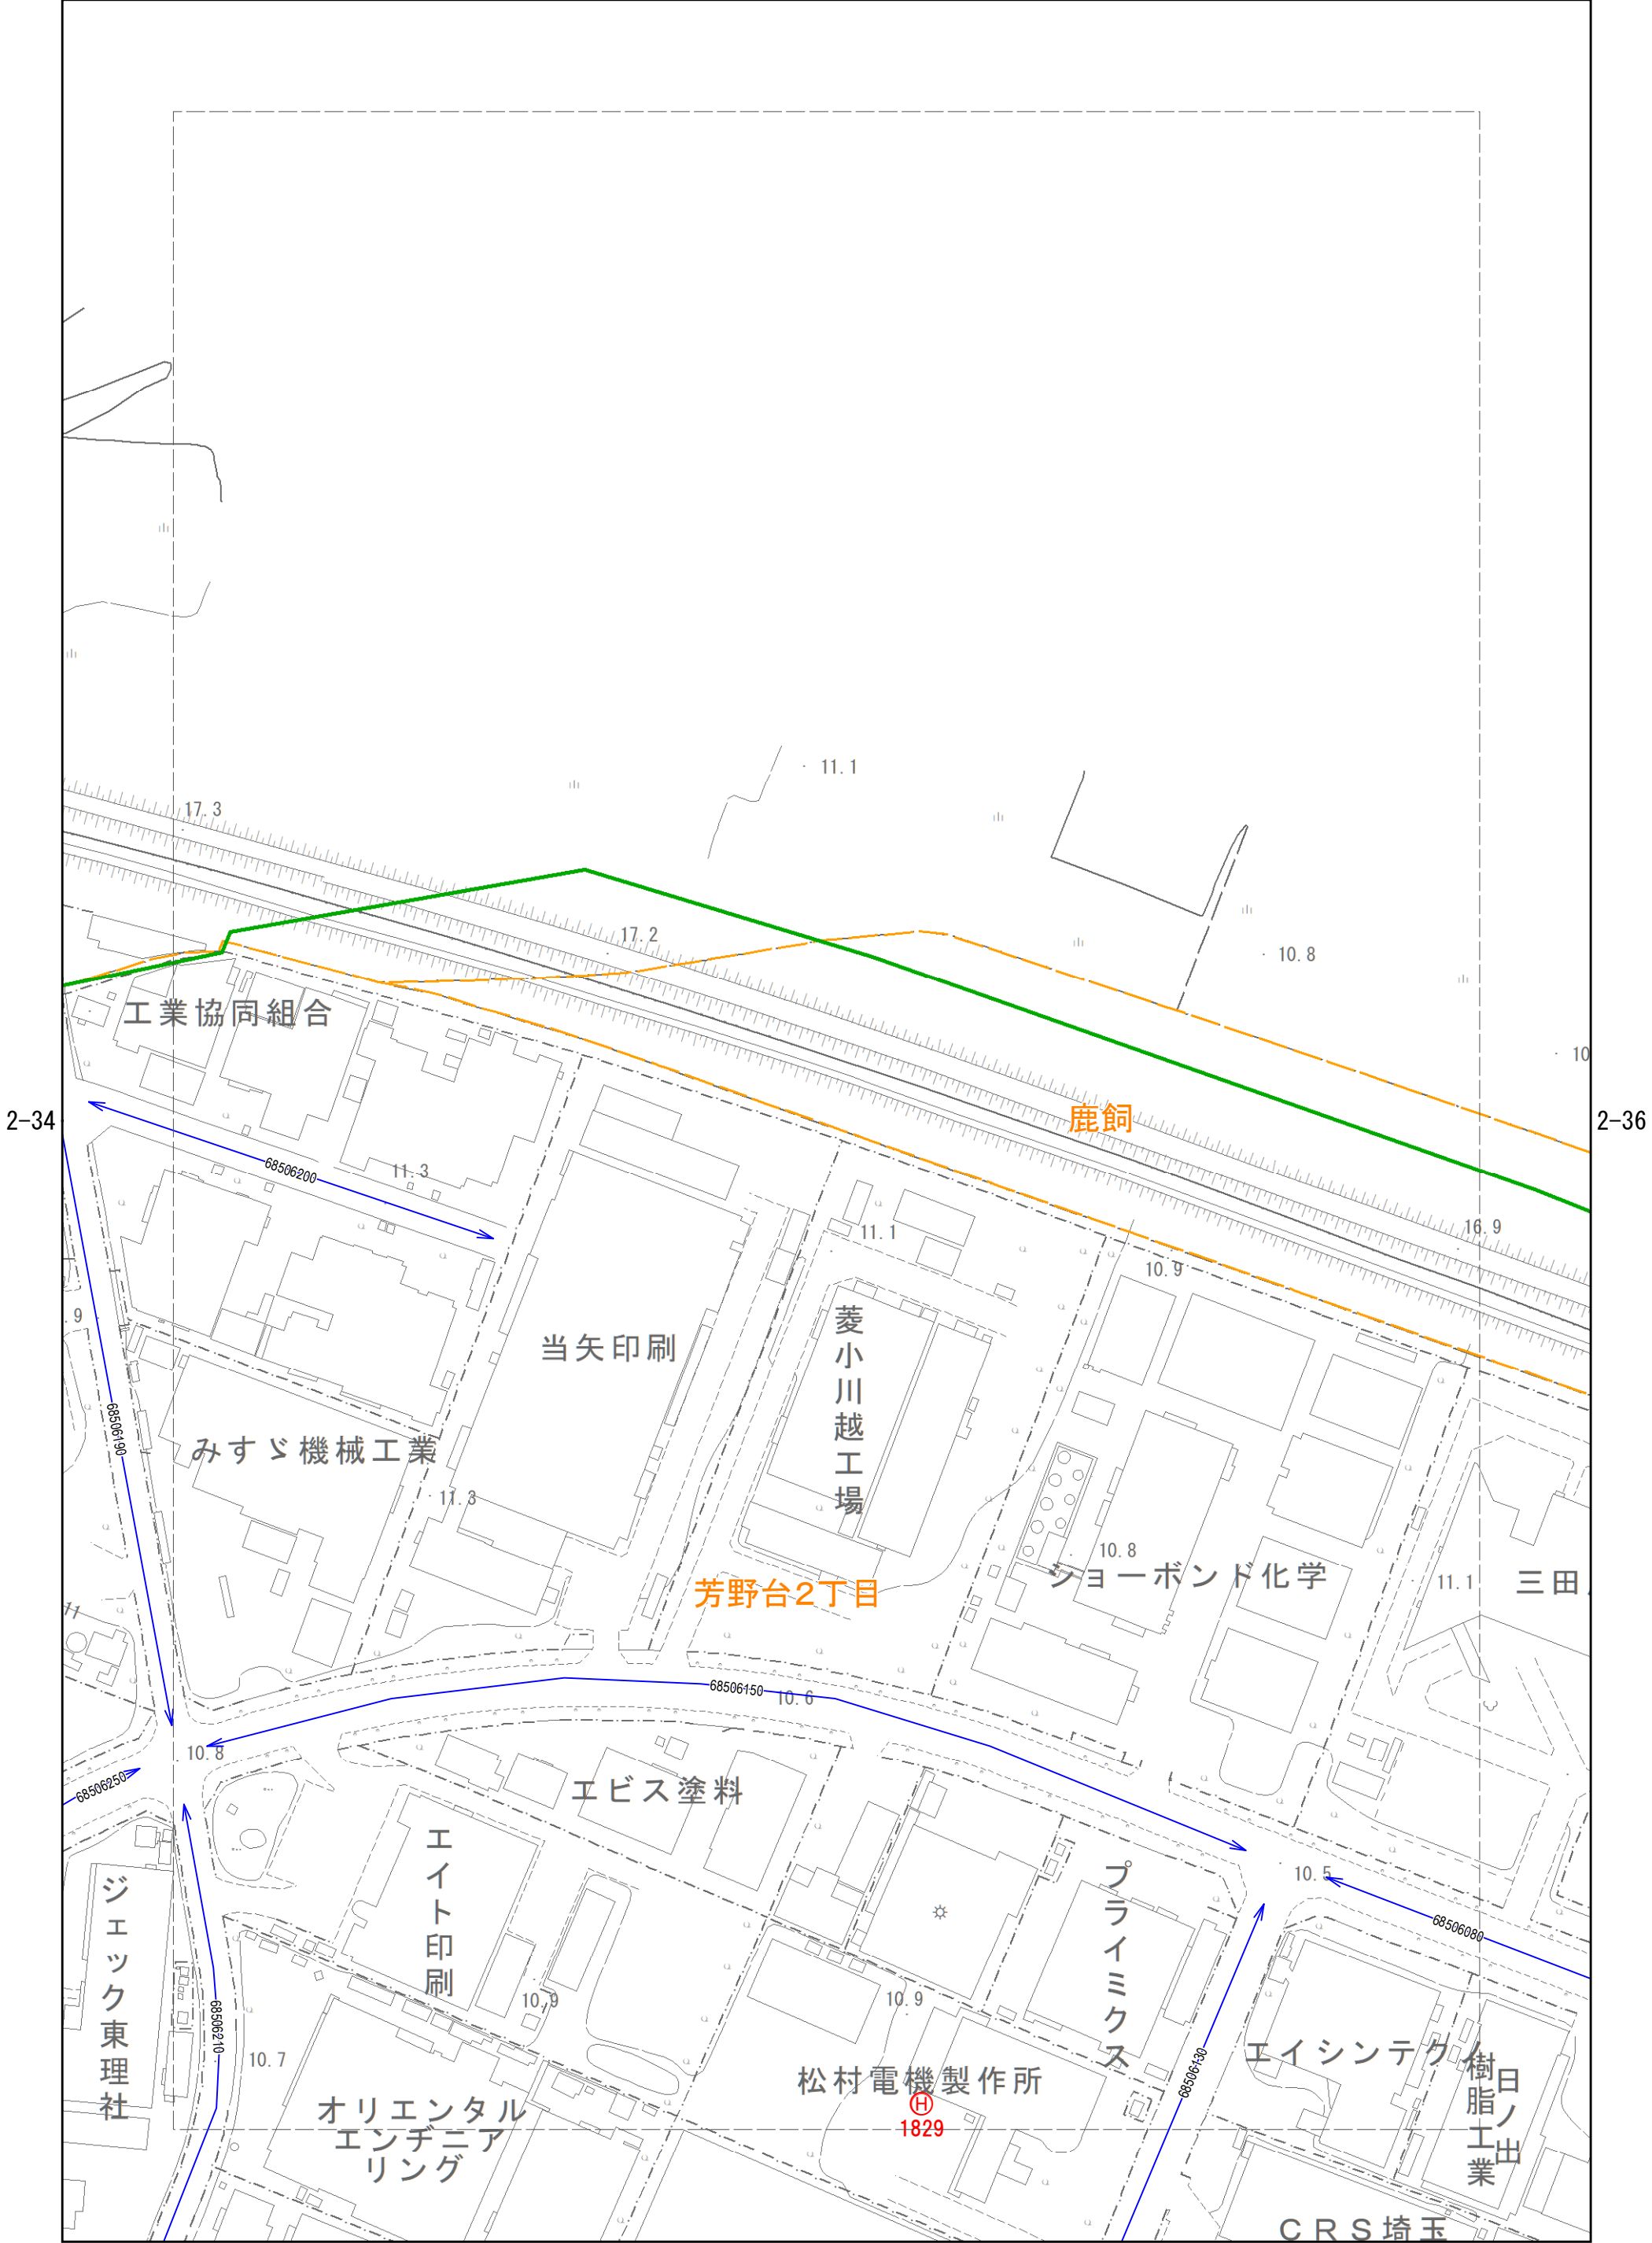 11.1
17.3
17.2
10.8
10
工業協同組合
2-34
鹿飼
2-36
68506200
11.3
11.1
16.9
10.9
.9
当矢印刷
菱小川越工場
68506190
みすゞ機械工業
11.3
10.8
ショーボンド化学
11.1
三田
芳野台2丁目
11
68506150
10.6
10.8
68506250
エビス塗料
エイト印刷
プライミクス
10.5
68506080
ジェック東理社
10.9
10.9
68506210
10.7
松村電機製作所
68506130
エイシンテクノ
日ノ出
樹脂工業
オリエンタル
エンヂニア
リング
Ⓗ
1829
CRS埼玉